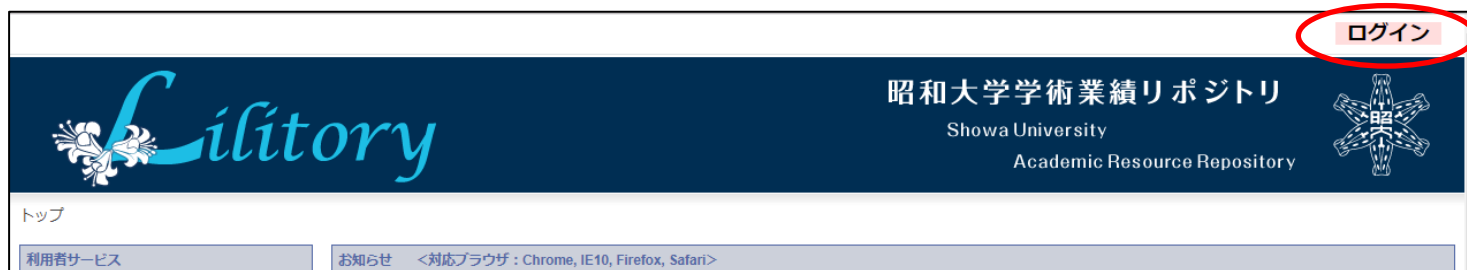 ログイン
Lilitory
昭和大学学術業績リポジトリ
Showa University
Academic Resource Repository
昭大
トップ
利用者サービス
お知らせ　<対応ブラウザ：Chrome, IE10, Firefox, Safari>